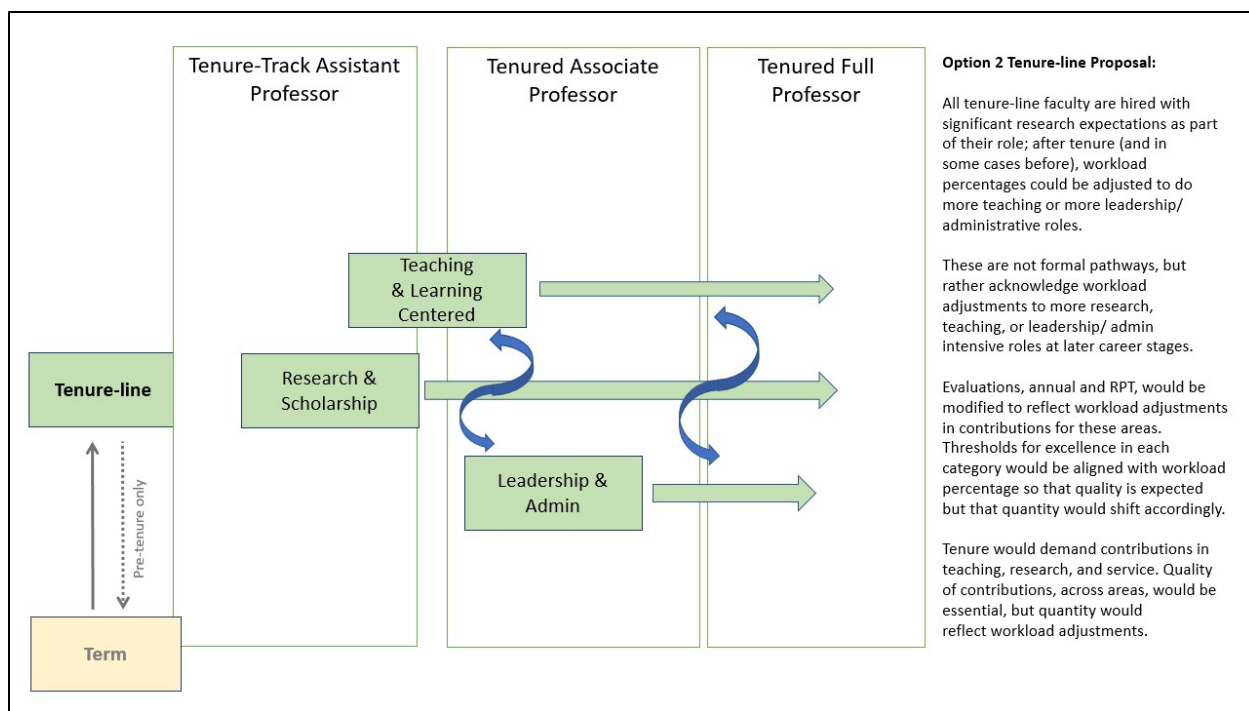 Tenure-Track Assistant
Professor
Tenured Associate
Professor
Tenured Full
Professor
Teaching
& Learning
Centered
Tenure-line
Research &
Scholarship
Leadership &
Admin
Pre-tenure only
Term
Option 2 Tenure-line Proposal:
All tenure-line faculty are hired with
significant research expectations as part
of their role; after tenure (and in
some cases before), workload
percentages could be adjusted to do
more teaching or more leadership/
administrative roles.
These are not formal pathways, but
rather acknowledge workload
adjustments to more research,
teaching, or leadership/ admin
intensive roles at later career stages.
Evaluations, annual and RPT, would be
modified to reflect workload adjustments
in contributions for these areas.
Thresholds for excellence in each
category would be aligned with workload
percentage so that quality is expected
but that quantity would shift accordingly.
Tenure would demand contributions in
teaching, research, and service. Quality
of contributions, across areas, would be
essential, but quantity would
reflect workload adjustments.